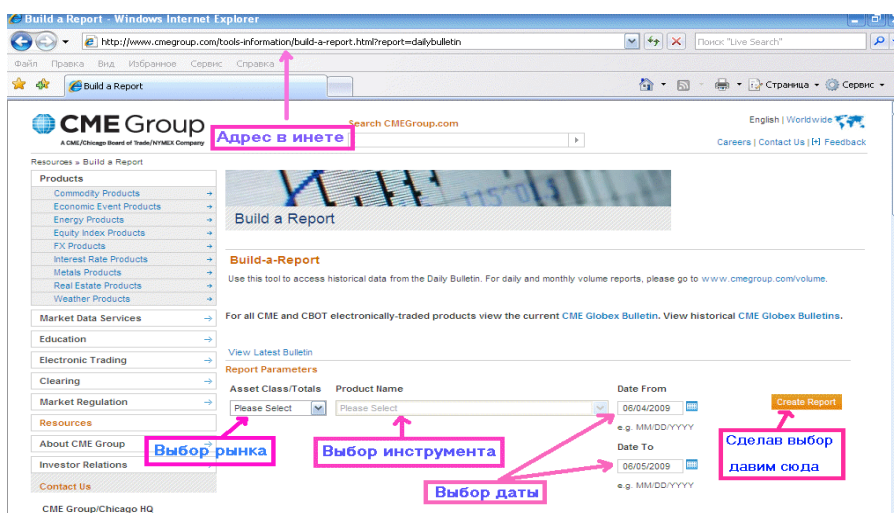 Build a Report - Windows Internet Explorer
http://www.cmegroup.com/tools-information/build-a-report.html?report=dailybulletin
Поиск "Live Search"
Файл Правка Вид Избранное Сервис Справка
Build a Report
Страница Сервис
CME Group
A CME/Chicago Board of Trade/NYMEX Company
Адрес в инете
Search CMEGroup.com
English | Worldwide
Careers | Contact Us | [+] Feedback
Resources » Build a Report
Products
Commodity Products
Economic Event Products
Energy Products
Equity Index Products
FX Products
Interest Rate Products
Metals Products
Real Estate Products
Weather Products
Market Data Services
Education
Electronic Trading
Clearing
Market Regulation
Resources
About CME Group
Investor Relations
Contact Us
CME Group/Chicago HQ
Build a Report
Build-a-Report
Use this tool to access historical data from the Daily Bulletin. For daily and monthly volume reports, please go to www.cmegroup.com/volume.
For all CME and CBOT electronically-traded products view the current CME Globex Bulletin. View historical CME Globex Bulletins.
View Latest Bulletin
Report Parameters
Asset Class/Totals Product Name Date From
Please Select Please Select 06/04/2009 Create Report
e.g. MM/DD/YYYY
Date To
06/05/2009
e.g. MM/DD/YYYY
Выбор рынка
Выбор инструмента
Выбор даты
Сделав выбор
давим сюда